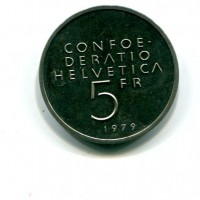 CONFOE-
DERATIO
HELVETICA
5 FR
1979